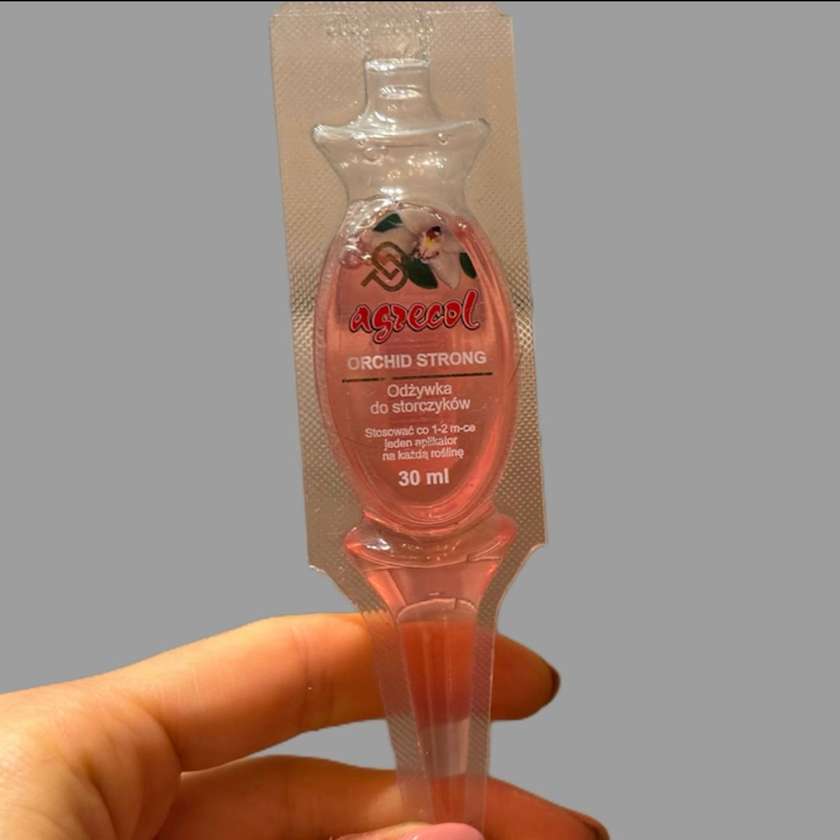 agrecol
ORCHID STRONG
Odżywka
do storczyków
Stosować co 1-2 m-ce
jeden aplikator
na każdą roślinę
30 ml